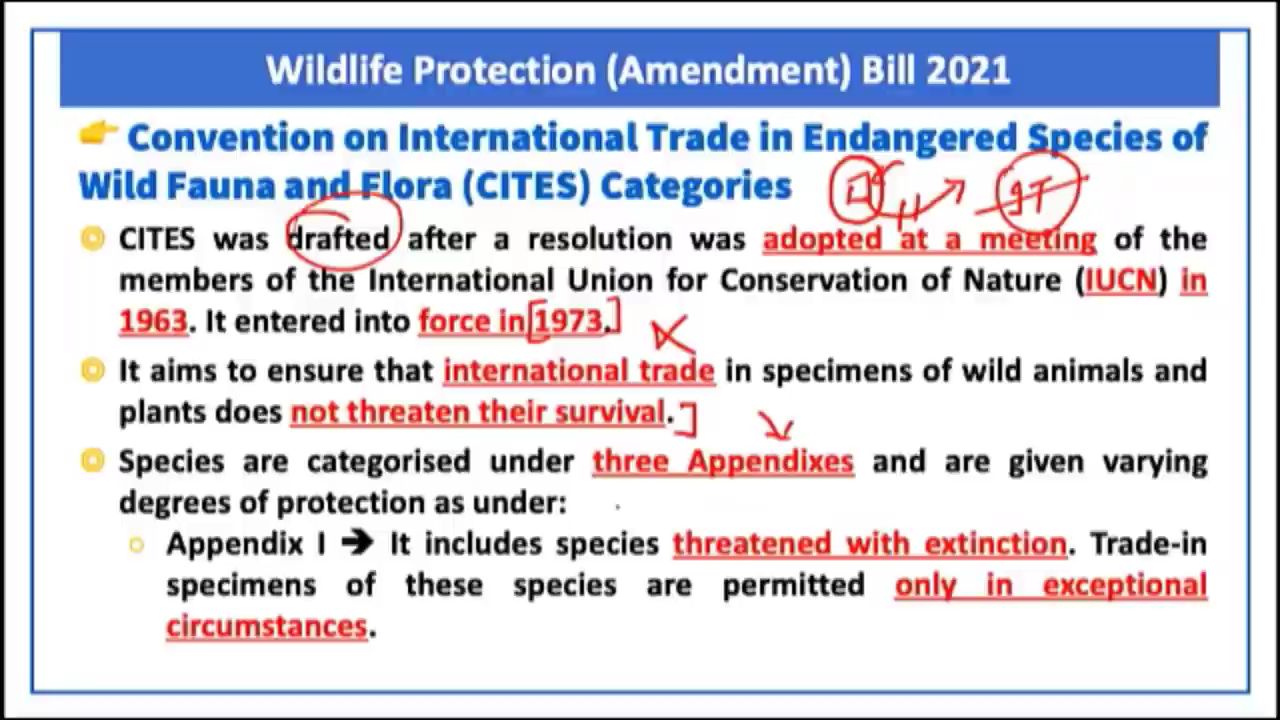 Wildlife Protection (Amendment) Bill 2021
Convention on International Trade in Endangered Species of
Wild Fauna and Flora (CITES) Categories
CITES was drafted after a resolution was adopted at a meeting of the
members of the International Union for Conservation of Nature (IUCN) in
1963. It entered into force in 1973.
It aims to ensure that international trade in specimens of wild animals and
plants does not threaten their survival.
Species are categorised under three Appendixes and are given varying
degrees of protection as under:
Appendix I ➔ It includes species threatened with extinction. Trade-in
specimens of these species are permitted only in exceptional
circumstances.